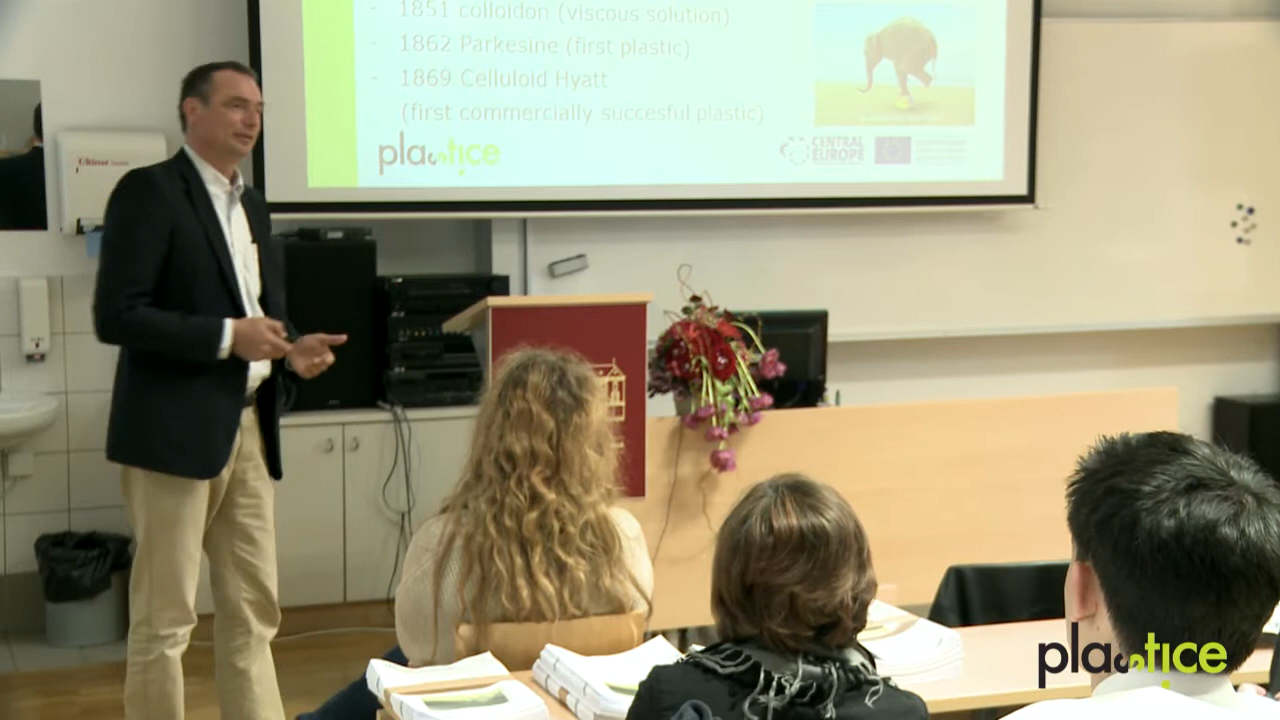 - 1851 colloidon (viscous solution)
- 1862 Parkesine (first plastic)
- 1869 Celluloid Hyatt
(first commercially succesful plastic)
plastice
CENTRAL
EUROPE
plastice